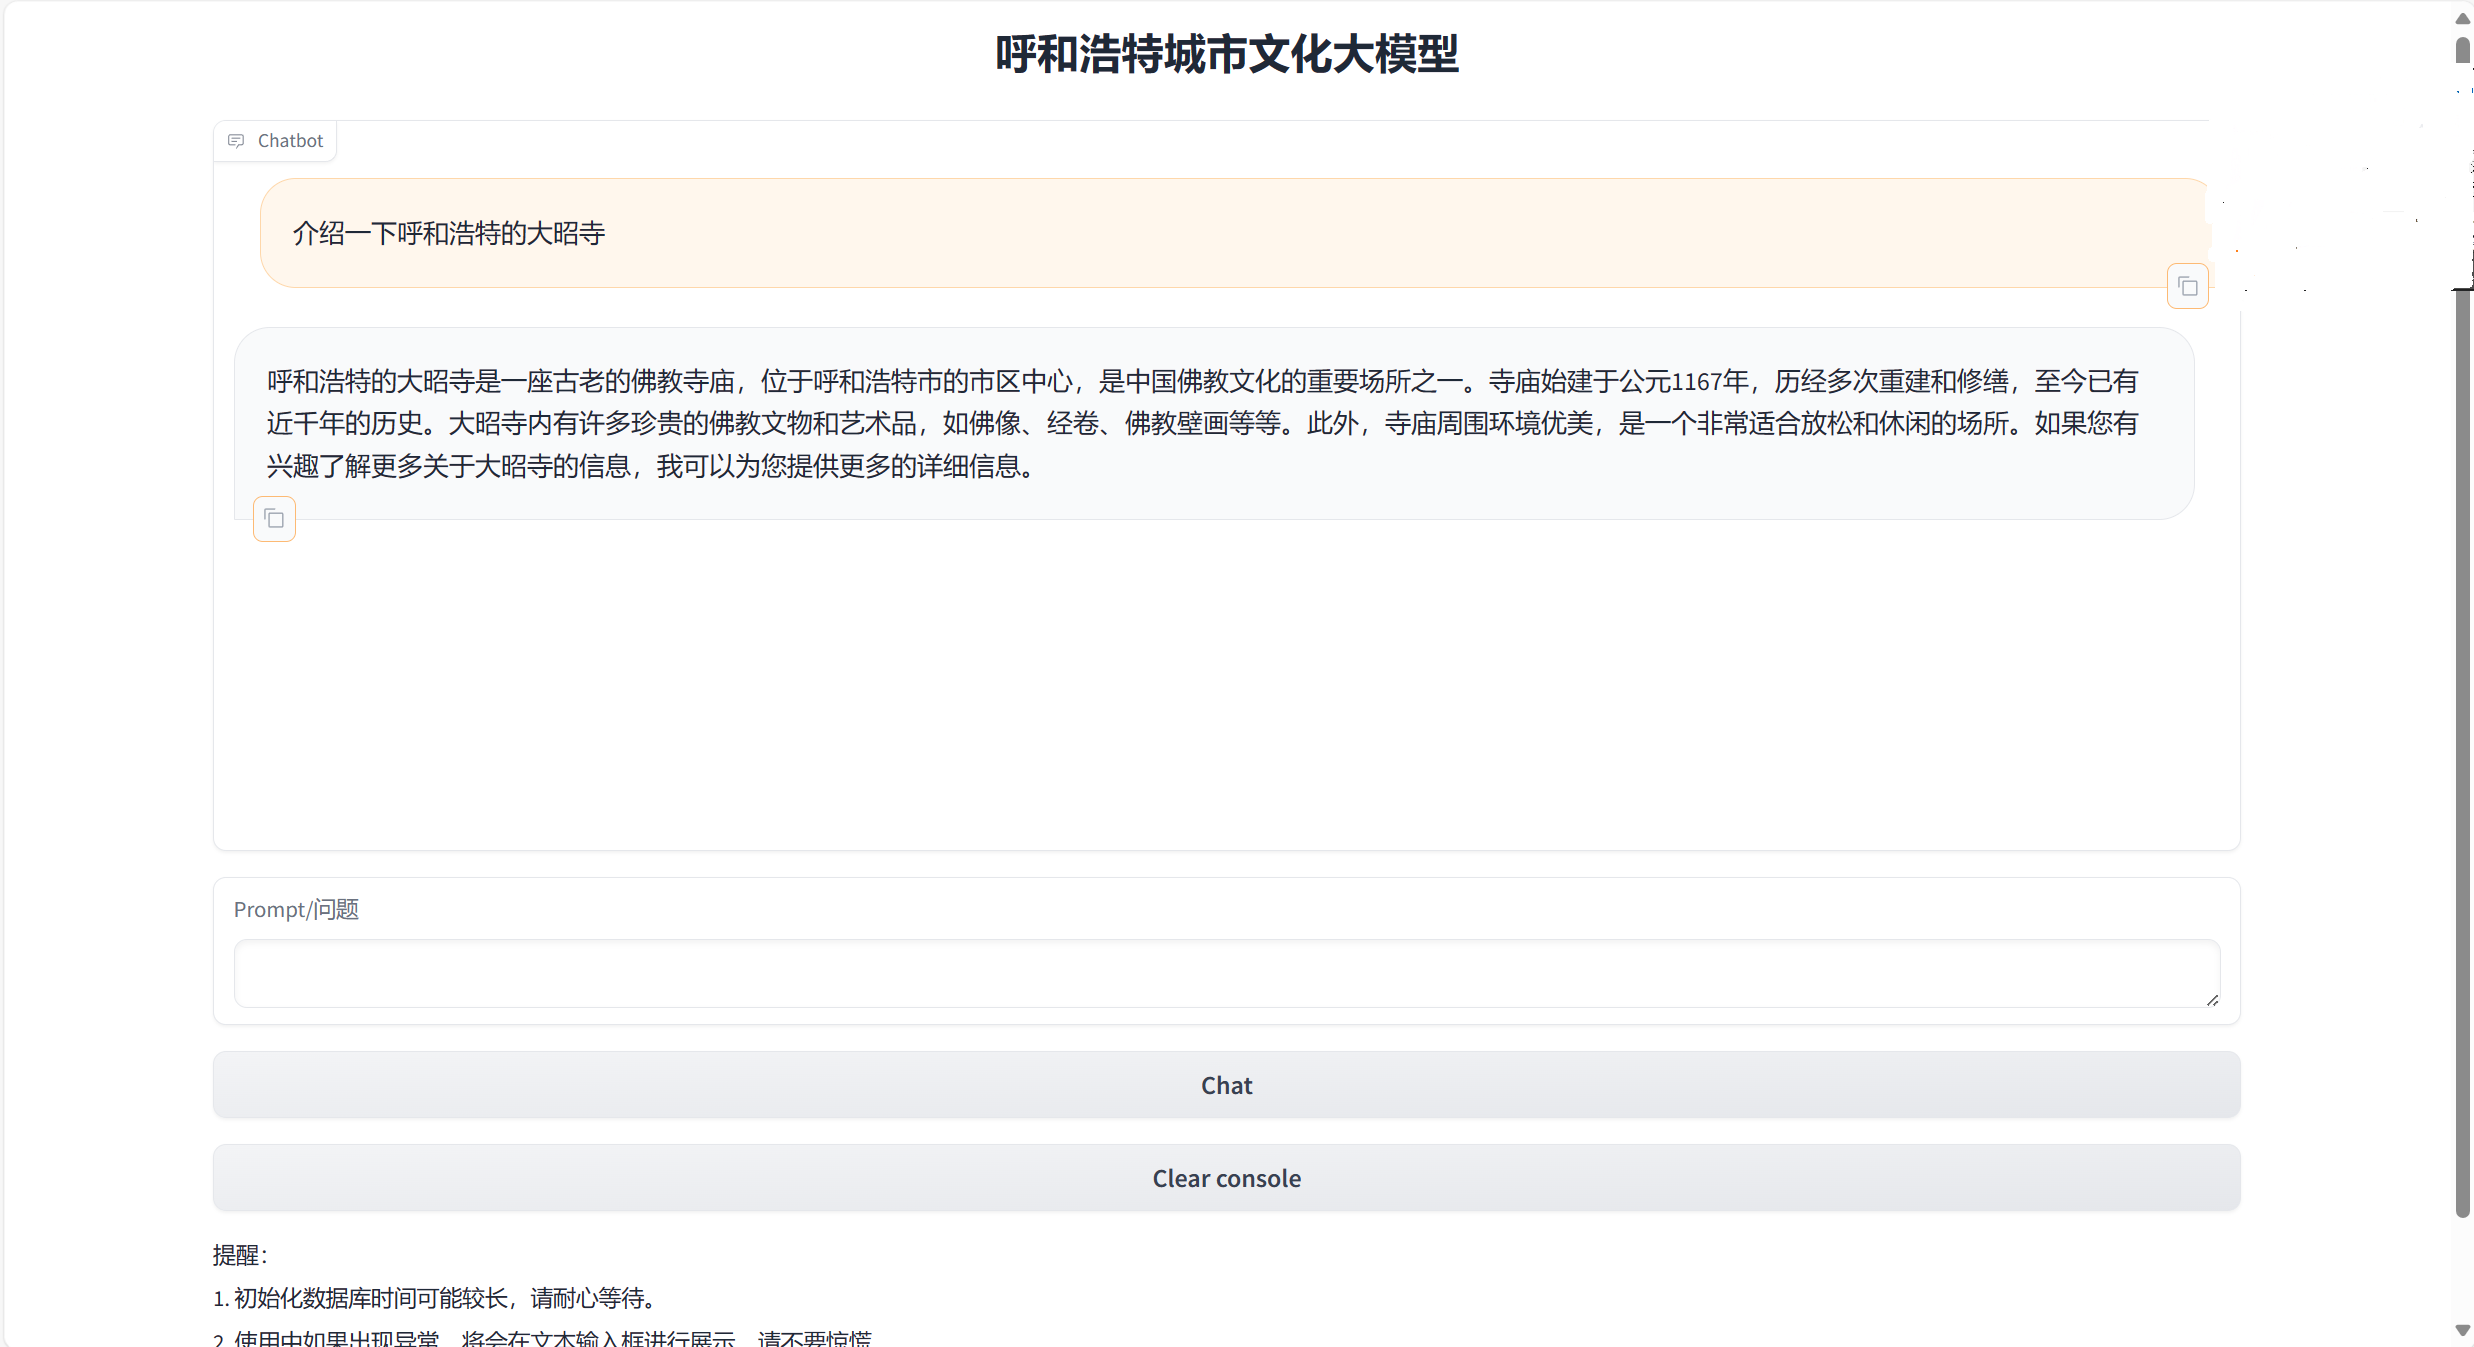 呼和浩特城市文化大模型
Chatbot
介绍一下呼和浩特的大昭寺
呼和浩特的大昭寺是一座古老的佛教寺庙，位于呼和浩特市的市区中心，是中国佛教文化的重要场所之一。寺庙始建于公元1167年，历经多次重建和修缮，至今已有
近千年的历史。大昭寺内有许多珍贵的佛教文物和艺术品，如佛像、经卷、佛教壁画等等。此外，寺庙周围环境优美，是一个非常适合放松和休闲的场所。如果您有
兴趣了解更多关于大昭寺的信息，我可以为您提供更多的详细信息。
Prompt/问题
Chat
Clear console
提醒：
1. 初始化数据库时间可能较长，请耐心等待。
2. 使用中如果出现异常，将会在文本输入框进行展示，请不要惊慌